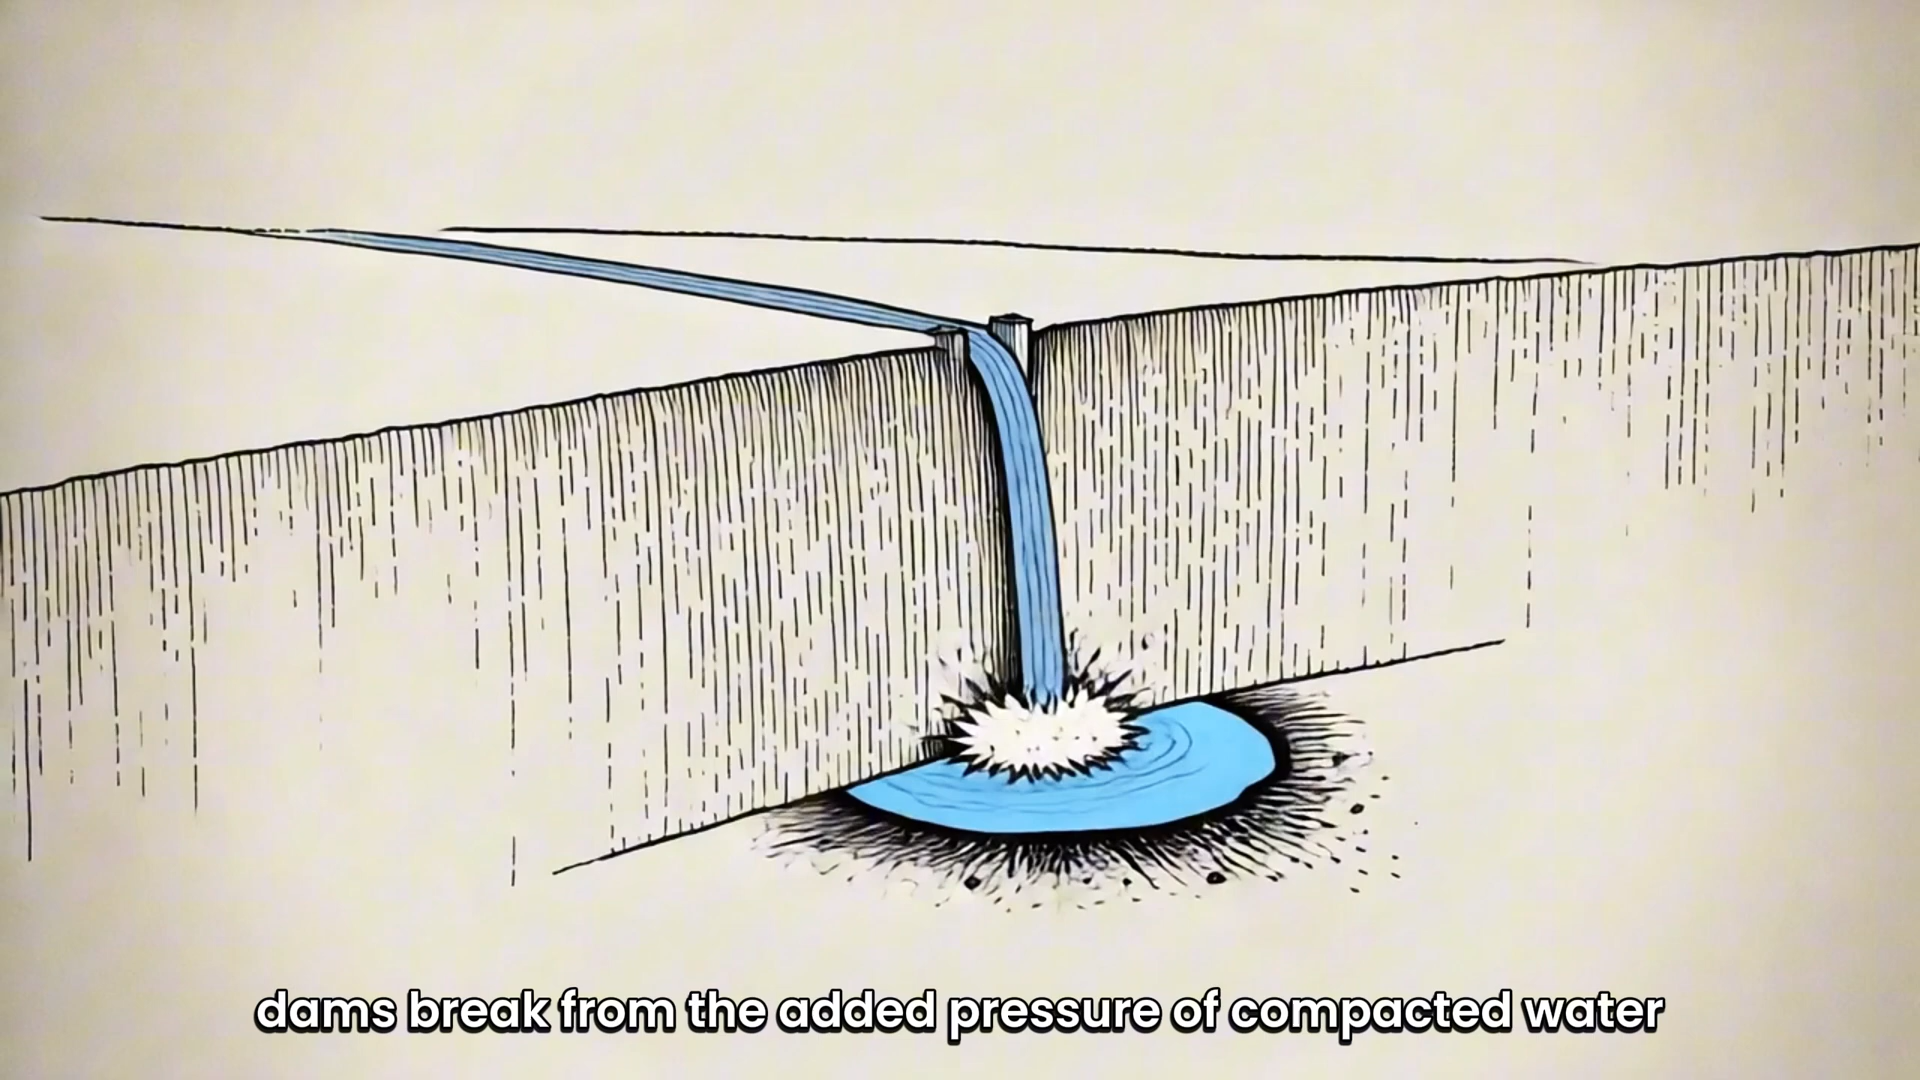 dams break from the added pressure of compacted water